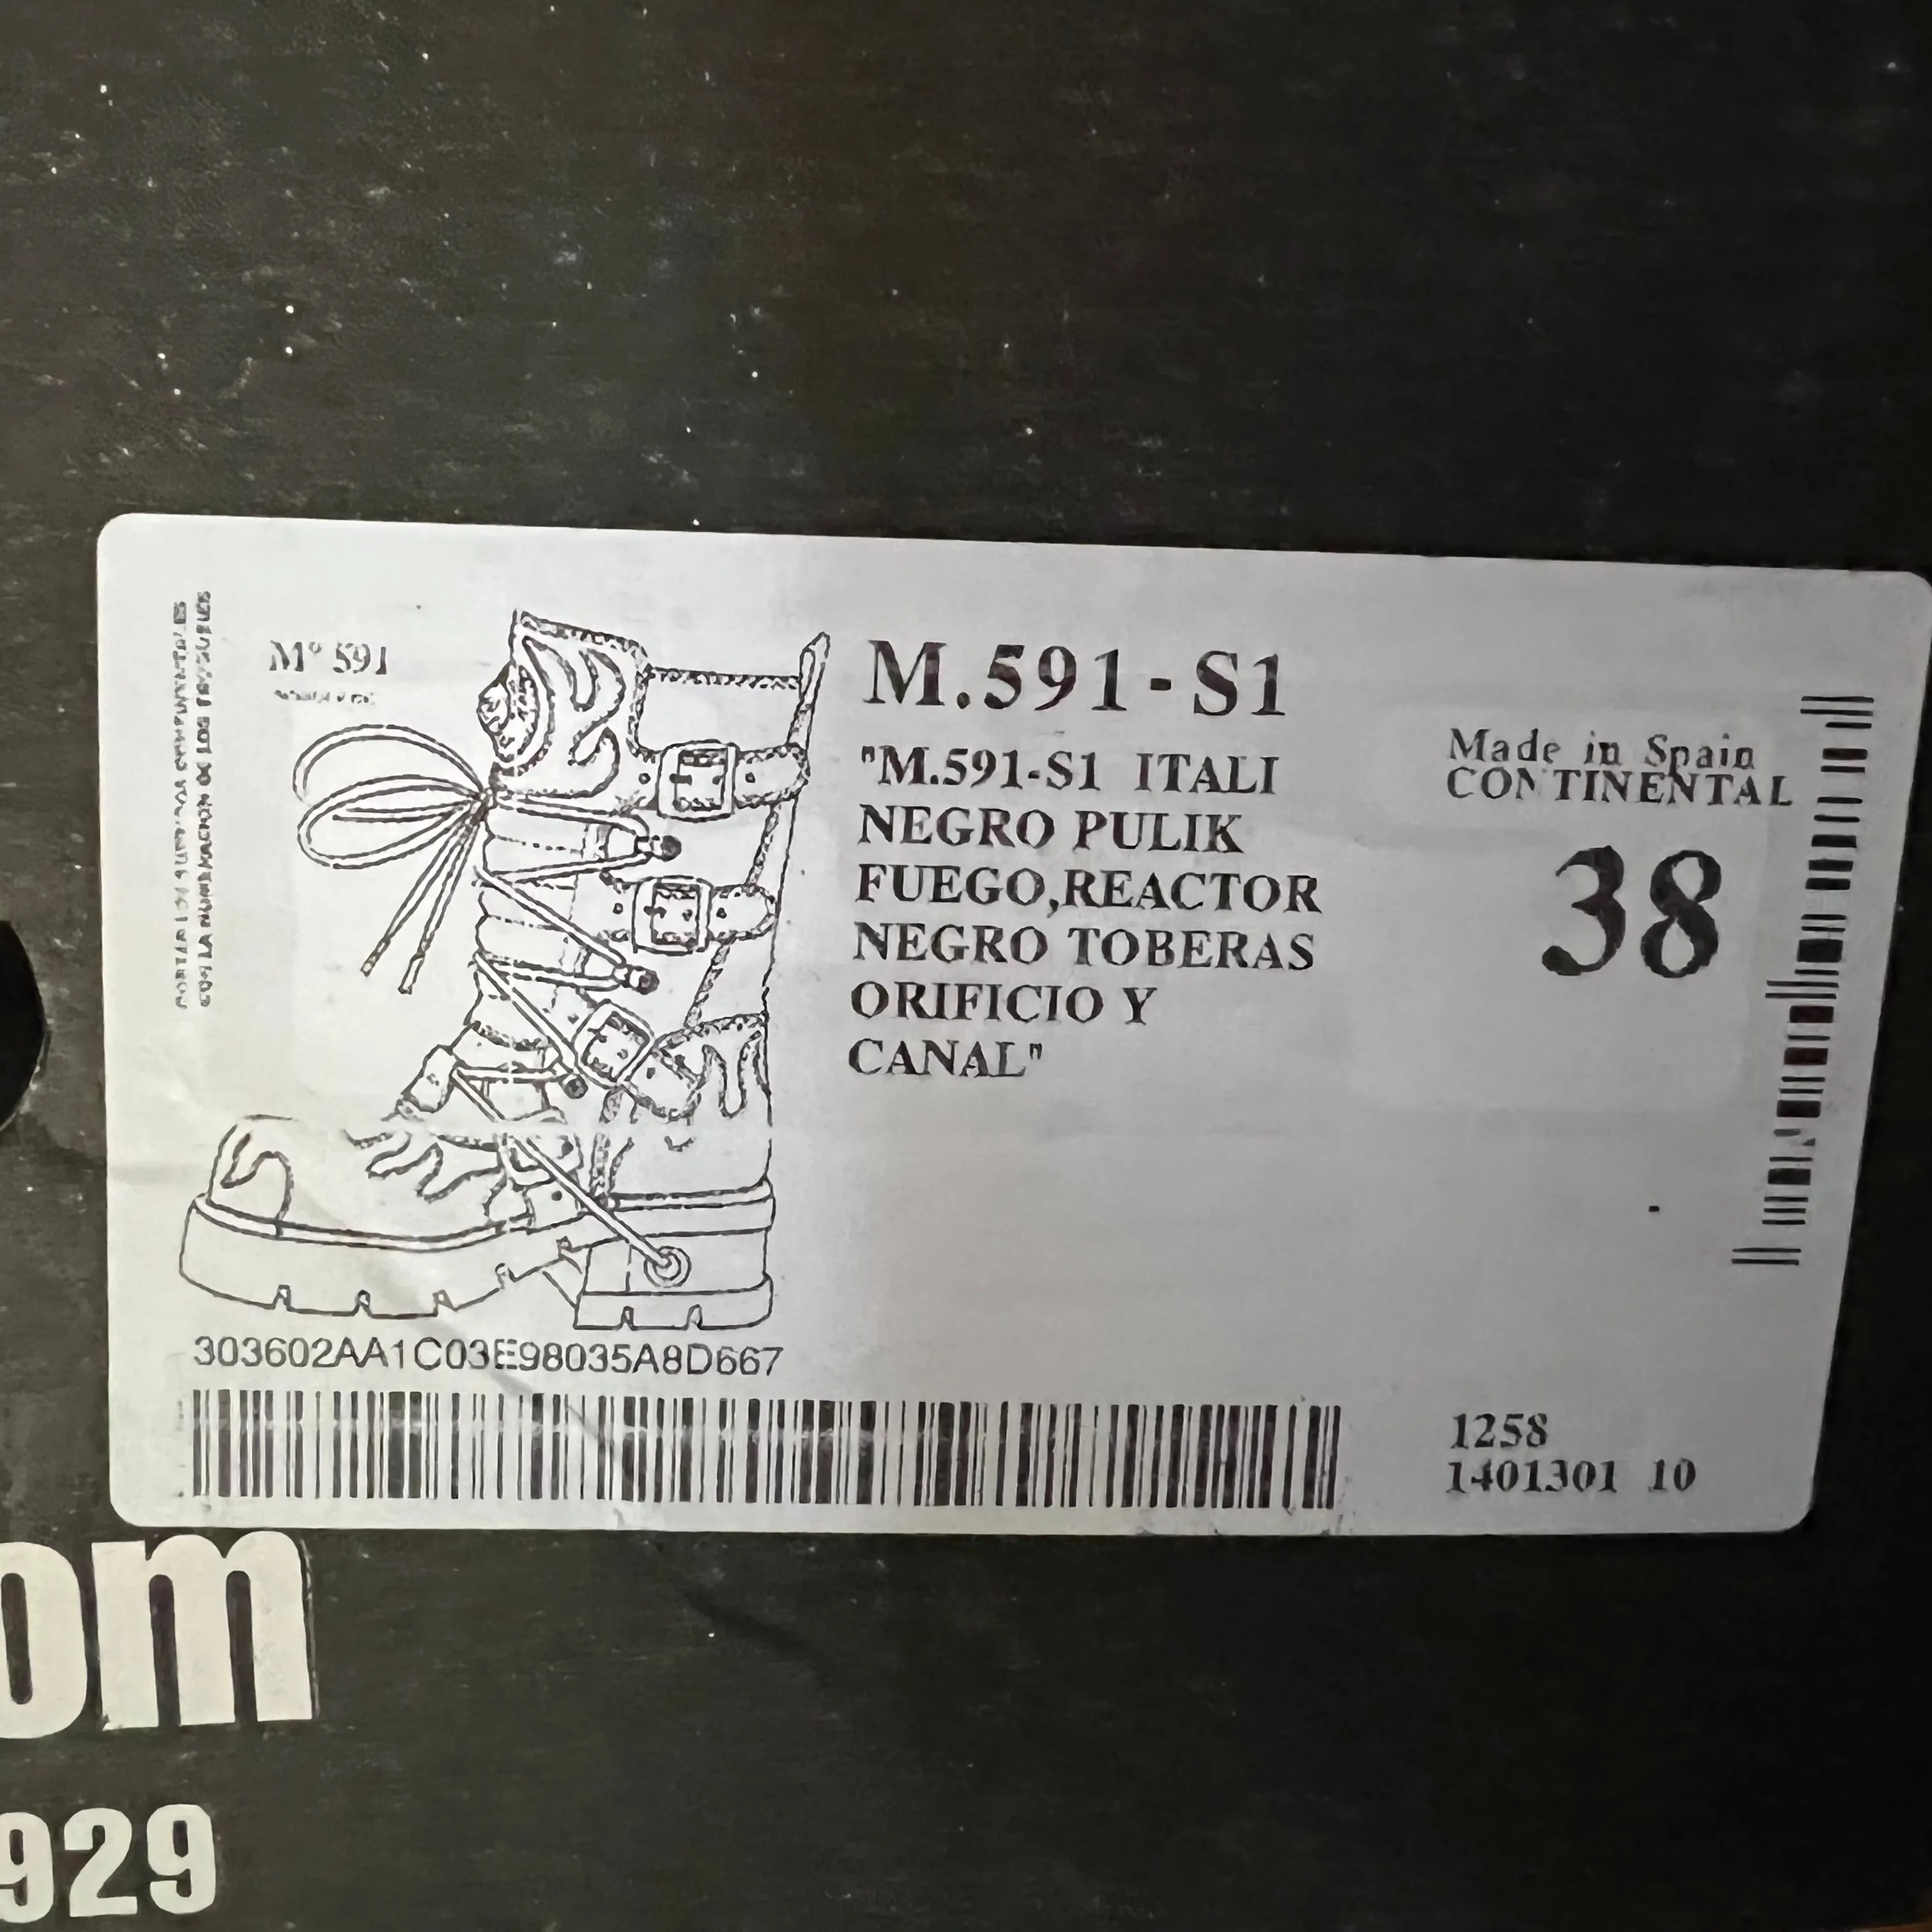 M° 591
M.591-S1
"M.591-S1 ITALI
NEGRO PULIK
FUEGO,REACTOR
NEGRO TOBERAS
ORIFICIO Y
CANAL"
Made in Spain
CONTINENTAL
38
303602AA1C03E98035A8D667
1258
1401301 10
om
929